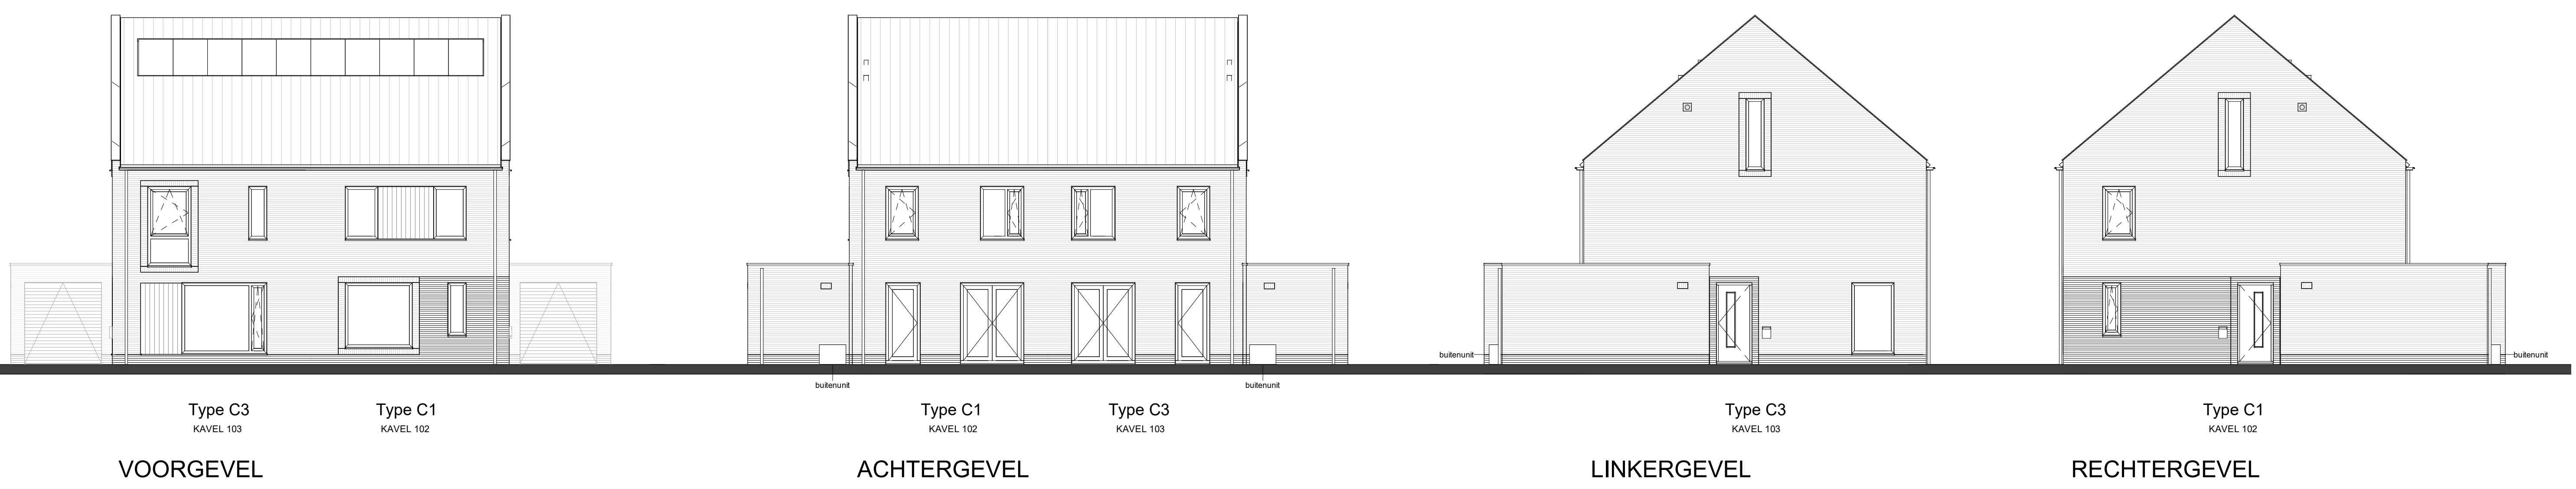 buitenunit
buitenunit
Type C3
KAVEL 103
Type C1
KAVEL 102
VOORGEVEL
Type C1
KAVEL 102
Type C3
KAVEL 103
ACHTERGEVEL
buitenunit
Type C3
KAVEL 103
LINKERGEVEL
buitenunit
Type C1
KAVEL 102
RECHTERGEVEL